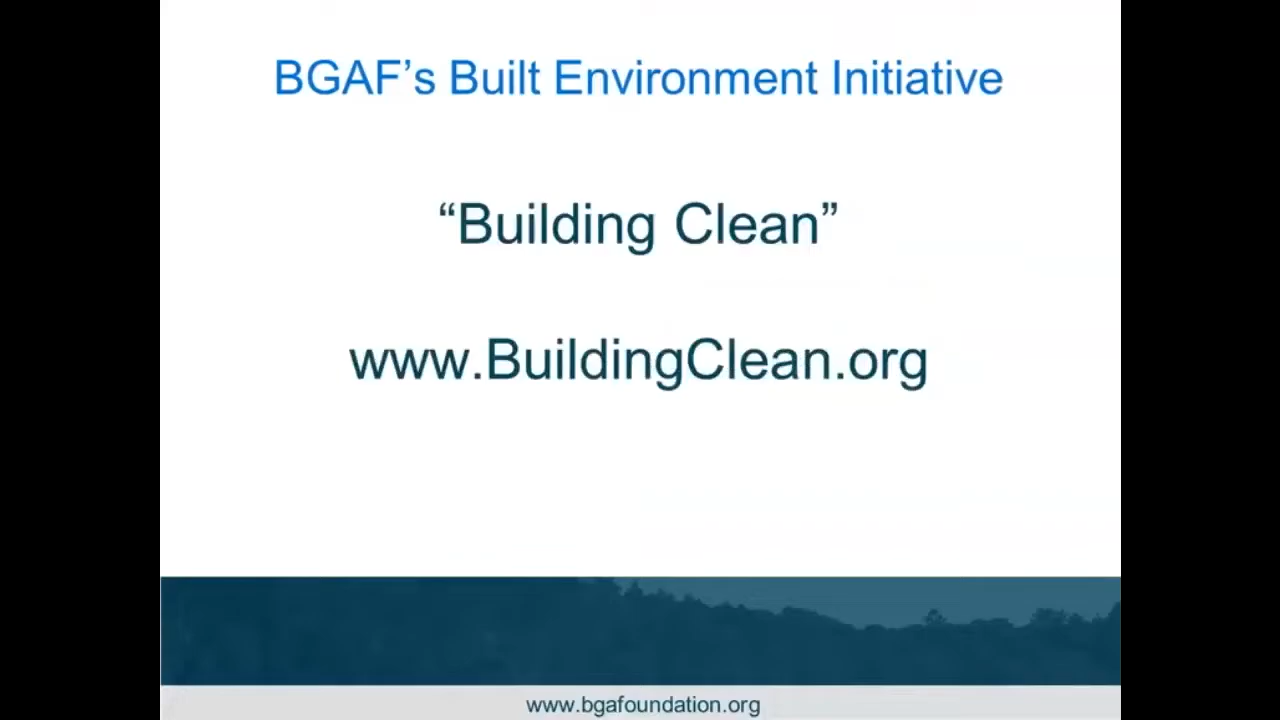 BGAF’s Built Environment Initiative
“Building Clean”
www.BuildingClean.org
www.bgafoundation.org